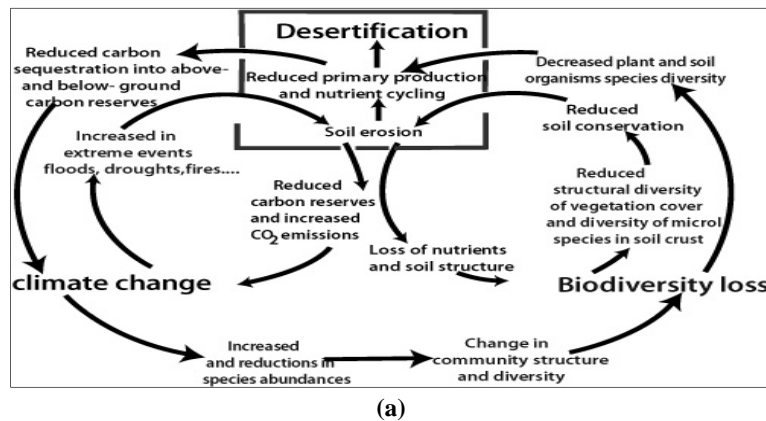 Desertification
Reduced carbon
sequestration into above-
and below- ground
carbon reserves
Reduced primary production
and nutrient cycling
Decreased plant and soil
organisms species diversity
Increased in
extreme events
floods, droughts,fires....
Soil erosion
Reduced
soil conservation
Reduced
carbon reserves
and increased
CO2 emissions
Reduced
structural diversity
of vegetation cover
and diversity of microl
species in soil crust
Loss of nutrients
and soil structure
climate change
Biodiversity loss
Increased
and reductions in
species abundances
Change in
community structure
and diversity
(a)